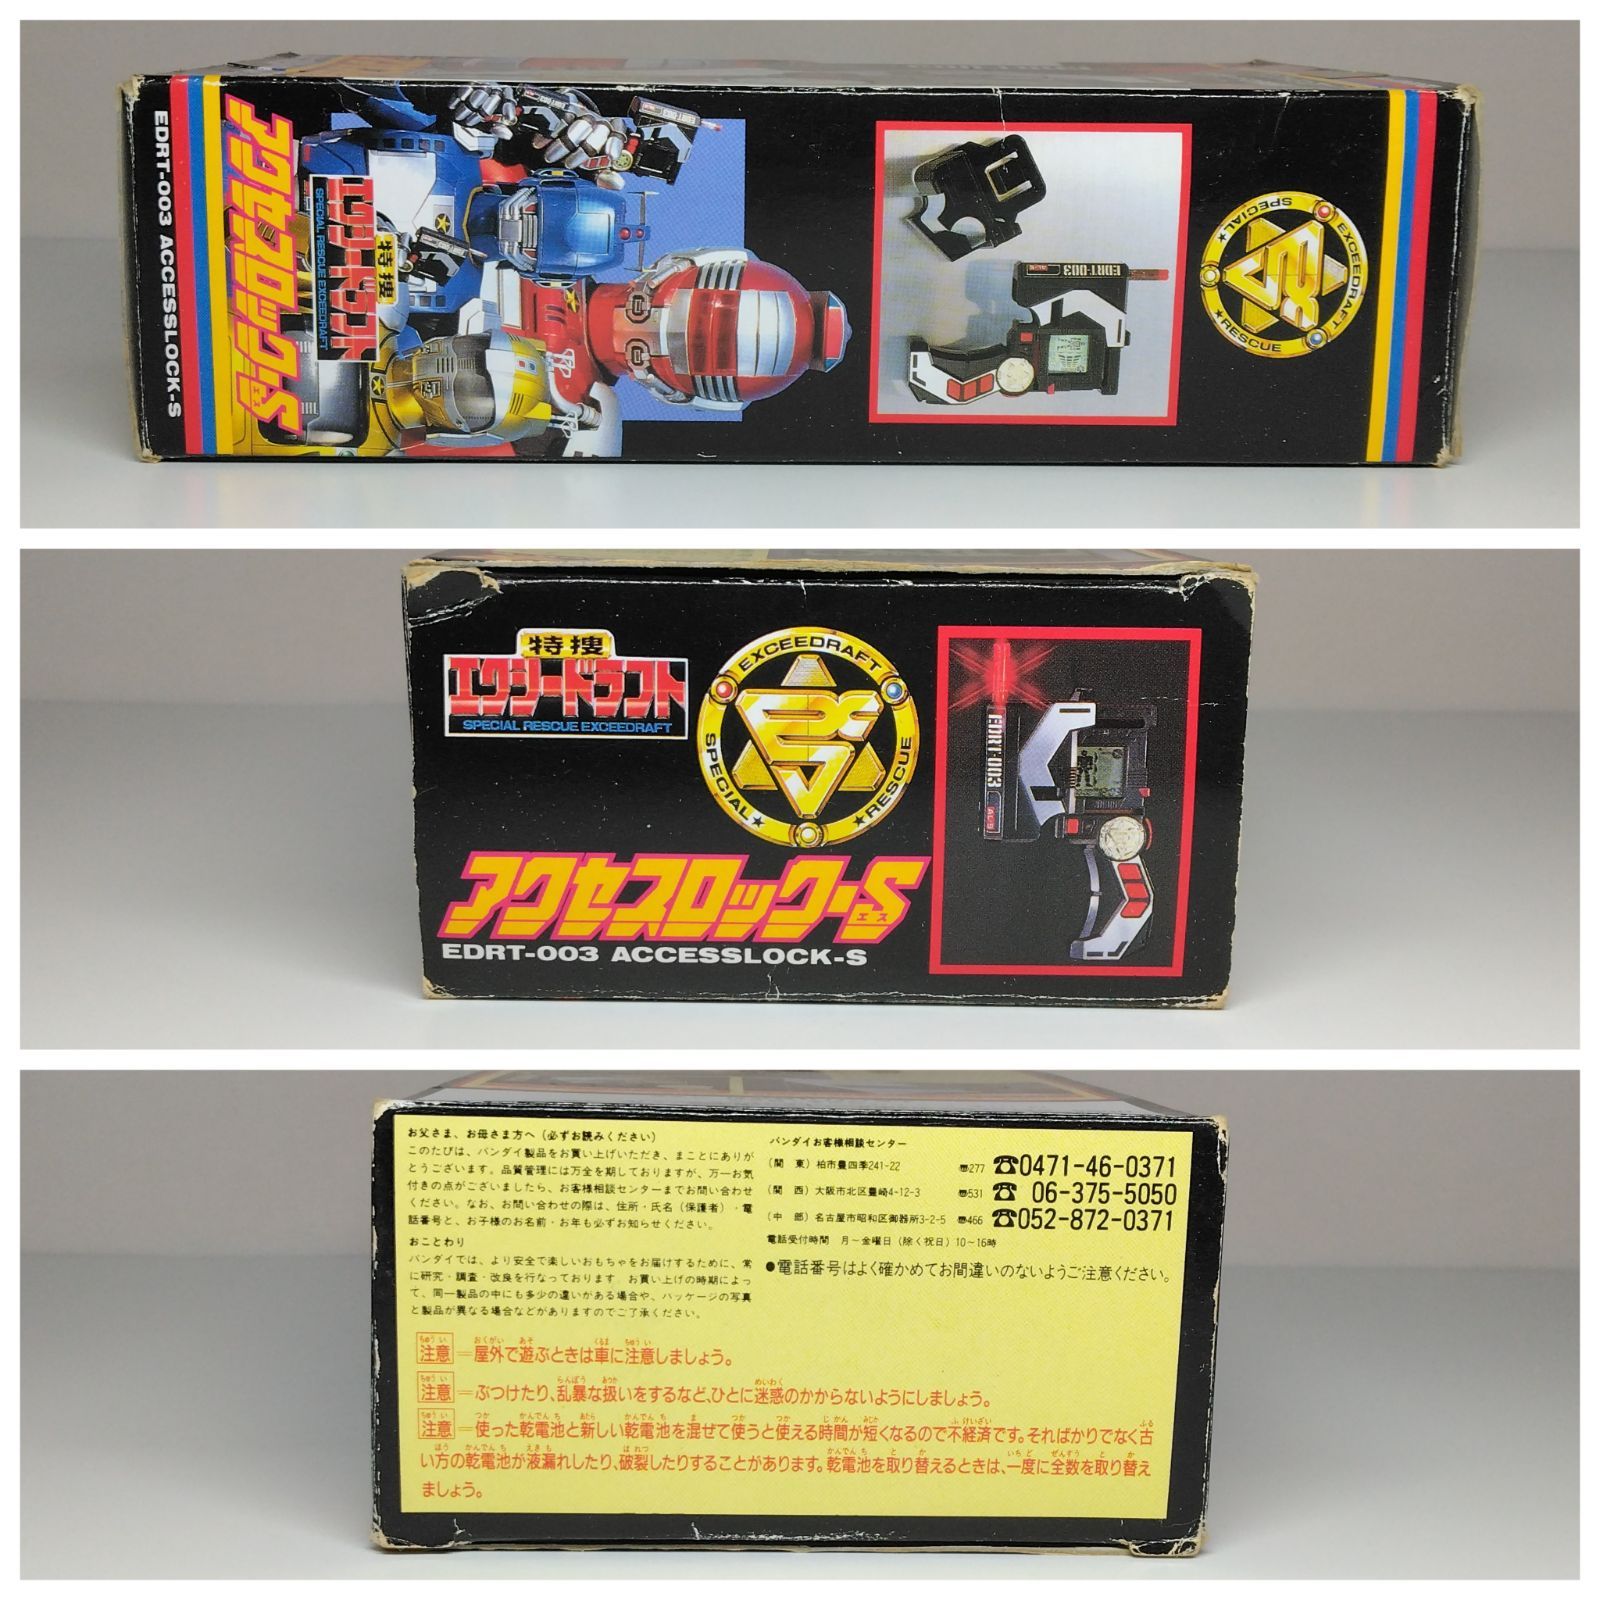 EDRT-003 ACCESSLOCK-S
アクセスロック・S
エス
特捜
エクシードラフト
SPECIAL RESCUE EXCEEDRAFT
EDRT-003
EDRT-003
EXCEEDRAFT
SPECIAL
RESCUE
特捜
エクシードラフト
SPECIAL RESCUE EXCEEDRAFT
EXCEEDRAFT
SPECIAL
RESCUE
EDRT-003
ALS
アクセスロック・S
エス
EDRT-003 ACCESSLOCK-S
お父さま、お母さま方へ(必ずお読みください)
このたびは、バンダイ製品をお買い上げいただき、まことにありが
とうございます。品質管理には万全を期しておりますが、万一お気
付きの点がございましたら、お客様相談センターまでお問い合わせ
ください。なお、お問い合わせの際は、住所・氏名(保護者)・電
話番号と、お子様のお名前・お年も必ずお知らせください。
おことわり
バンダイでは、より安全で楽しいおもちゃをお届けするために、常
に研究・調査・改良を行なっております。お買い上げの時期によっ
て、同一製品の中にも多少の違いがある場合や、パッケージの写真
と製品が異なる場合などがありますのでご了承ください。
バンダイお客様相談センター
(関 東)柏市豊四季241-22 〠277 ☎0471-46-0371
(関 西)大阪市北区豊崎4-12-3 〠531 ☎ 06-375-5050
(中 部)名古屋市昭和区御器所3-2-5 〠466 ☎052-872-0371
電話受付時間 月〜金曜日(除く祝日)10〜16時
●電話番号はよく確かめてお間違いのないようご注意ください。
注意=屋外で遊ぶときは車に注意しましょう。
注意=ぶつけたり、乱暴な扱いをするなど、ひとに迷惑のかからないようにしましょう。
注意=使った乾電池と新しい乾電池を混ぜて使うと使える時間が短くなるので不経済です。そればかりでなく古
い方の乾電池が液漏れしたり、破裂したりすることがあります。乾電池を取り替えるときは、一度に全数を取り替え
ましょう。